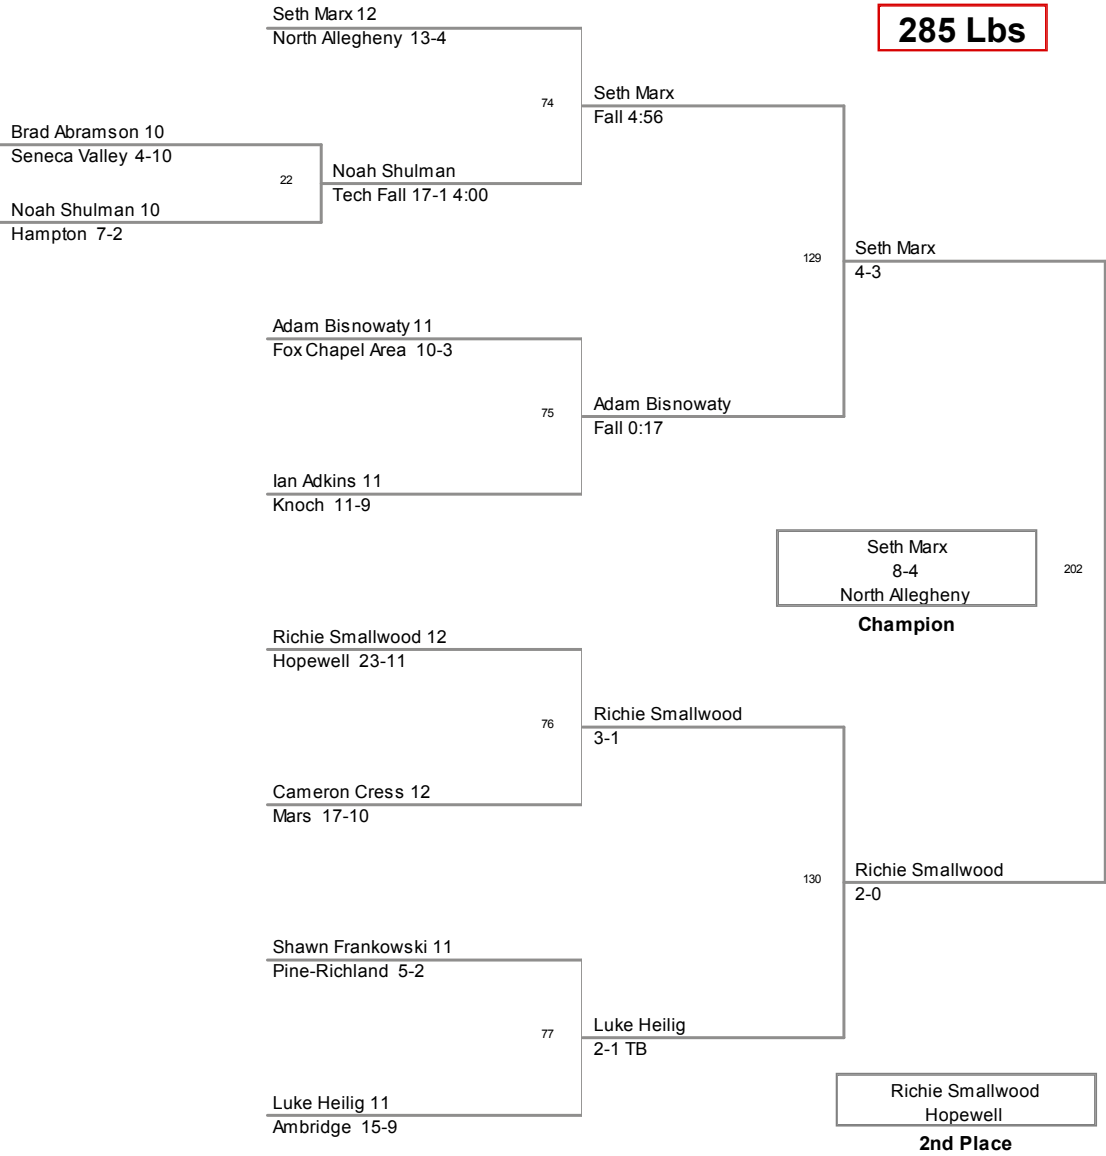 Seth Marx 12
North Allegheny 13-4
285 Lbs
74
Seth Marx
Fall 4:56
Brad Abramson 10
Seneca Valley 4-10
22
Noah Shulman
Tech Fall 17-1 4:00
Noah Shulman 10
Hampton 7-2
129
Seth Marx
4-3
Adam Bisnowaty 11
Fox Chapel Area 10-3
75
Adam Bisnowaty
Fall 0:17
Ian Adkins 11
Knoch 11-9
Seth Marx
8-4
North Allegheny
Champion
202
Richie Smallwood 12
Hopewell 23-11
76
Richie Smallwood
3-1
Cameron Cress 12
Mars 17-10
130
Richie Smallwood
2-0
Shawn Frankowski 11
Pine-Richland 5-2
77
Luke Heilig
2-1 TB
Luke Heilig 11
Ambridge 15-9
Richie Smallwood
Hopewell
2nd Place